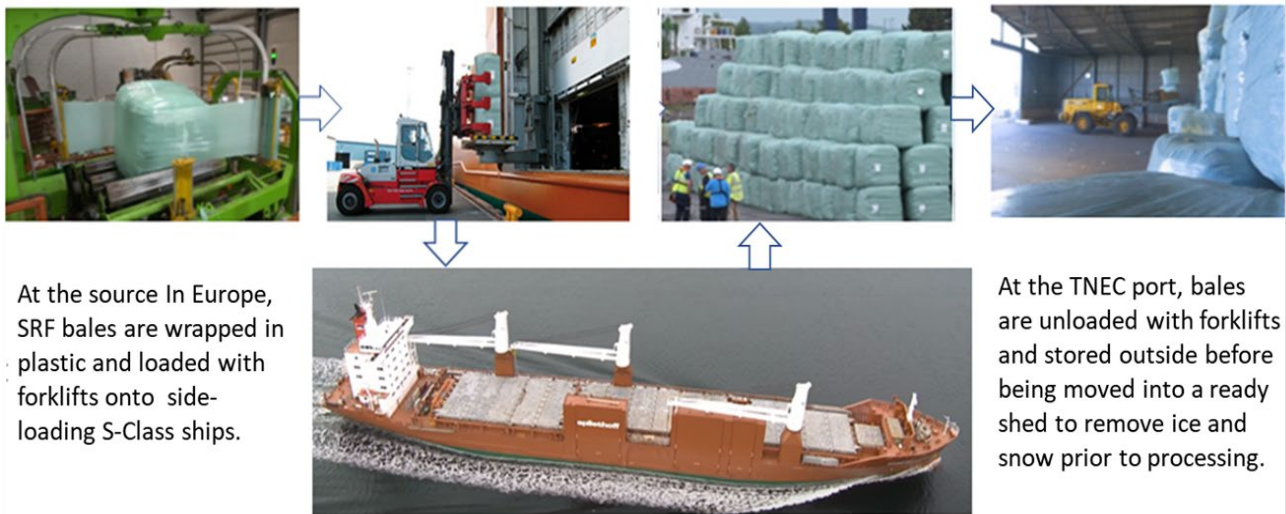 At the source In Europe,
SRF bales are wrapped in
plastic and loaded with
forklifts onto side-
loading S-Class ships.
spliethoff
At the TNEC port, bales
are unloaded with forklifts
and stored outside before
being moved into a ready
shed to remove ice and
snow prior to processing.